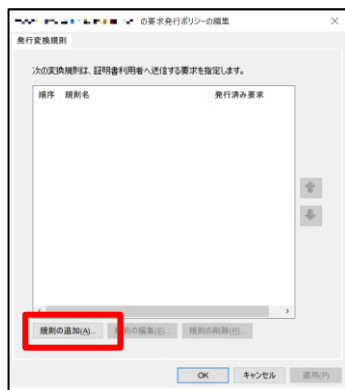 の要求発行ポリシーの編集
発行変換規則
次の変換規則は、証明書利用者へ送信する要求を指定します。
順序 規則名 発行済み要求
規則の追加(A)... 規則の編集(E)... 規則の削除(R)...
OK キャンセル 適用(P)